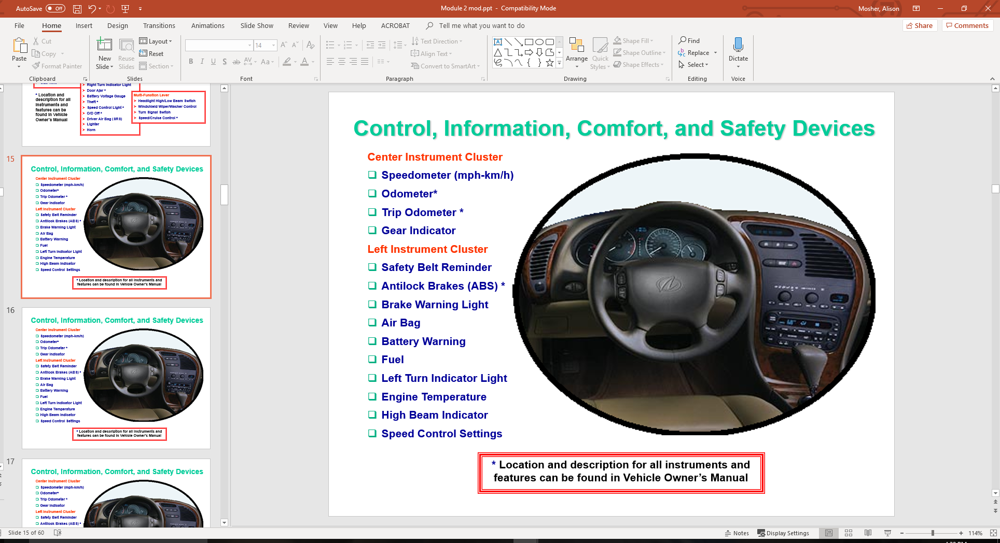 AutoSave Off
Module 2 mod.ppt - Compatibility Mode
Mosher, Alison
File Home Insert Design Transitions Animations Slide Show Review View Help ACROBAT Tell me what you want to do
Share Comments
Paste
Cut
Copy
Format Painter
Clipboard
New Slide
Reuse Slides
Layout
Reset
Section
Slides
14
B I U S ab AV Aa A
Font
Text Direction
Align Text
Convert to SmartArt
Paragraph
Arrange
Quick Styles
Shape Fill
Shape Outline
Shape Effects
Drawing
Find
Replace
Select
Editing
Dictate
Voice
* Location and
description for all
instruments and
features can be
found in Vehicle
Owner's Manual
Right Turn Indicator Light
Door Ajar *
Battery Voltage Gauge
Theft *
Speed Control Light *
O/D Off *
Driver Air Bag (SRS)
Lighter
Horn
Multi-Function Lever
Headlight High/Low Beam Switch
Windshield Wiper/Washer Control
Turn Signal Switch
Speed/Cruise Control *
15
Control, Information, Comfort, and Safety Devices
Center Instrument Cluster
Speedometer (mph-km/h)
Odometer*
Trip Odometer *
Gear Indicator
Left Instrument Cluster
Safety Belt Reminder
Antilock Brakes (ABS) *
Brake Warning Light
Air Bag
Battery Warning
Fuel
Left Turn Indicator Light
Engine Temperature
High Beam Indicator
Speed Control Settings
* Location and description for all instruments and
features can be found in Vehicle Owner's Manual
16
Control, Information, Comfort, and Safety Devices
Center Instrument Cluster
Speedometer (mph-km/h)
Odometer*
Trip Odometer *
Gear Indicator
Left Instrument Cluster
Safety Belt Reminder
Antilock Brakes (ABS) *
Brake Warning Light
Air Bag
Battery Warning
Fuel
Left Turn Indicator Light
Engine Temperature
High Beam Indicator
Speed Control Settings
* Location and description for all instruments and
features can be found in Vehicle Owner's Manual
17
Control, Information, Comfort, and Safety Devices
Center Instrument Cluster
Speedometer (mph-km/h)
Odometer*
Trip Odometer *
Gear Indicator
Left Instrument Cluster
Safety Belt Reminder
Antilock Brakes (ABS) *
Control, Information, Comfort, and Safety Devices
Center Instrument Cluster
Speedometer (mph-km/h)
Odometer*
Trip Odometer *
Gear Indicator
Left Instrument Cluster
Safety Belt Reminder
Antilock Brakes (ABS) *
Brake Warning Light
Air Bag
Battery Warning
Fuel
Left Turn Indicator Light
Engine Temperature
High Beam Indicator
Speed Control Settings
* Location and description for all instruments and
features can be found in Vehicle Owner’s Manual
Slide 15 of 60
Notes Display Settings 114%